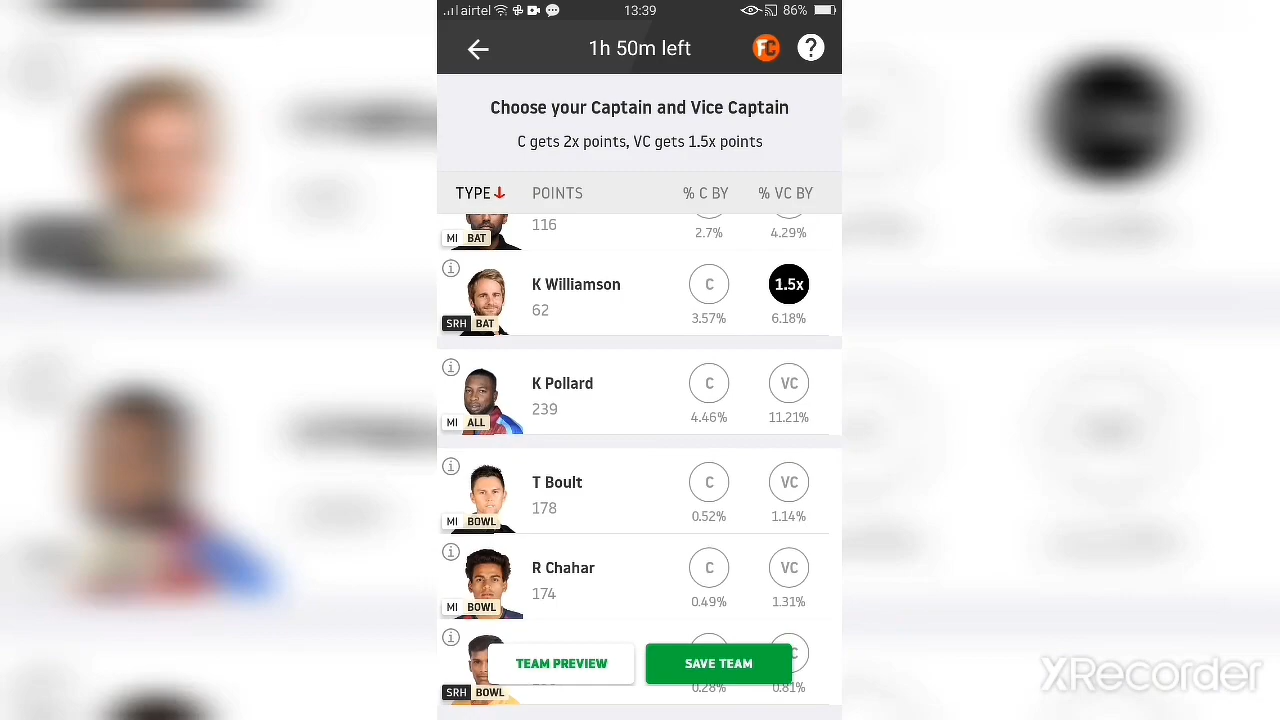 airtel 13:39 86%
1h 50m left FC ?
Choose your Captain and Vice Captain
C gets 2x points, VC gets 1.5x points
TYPE POINTS % C BY % VC BY
116
MI BAT 2.7% 4.29%
K Williamson C 1.5x
62
SRH BAT 3.57% 6.18%
K Pollard C VC
239
MI ALL 4.46% 11.21%
T Boult C VC
178
MI BOWL 0.52% 1.14%
R Chahar C VC
174
MI BOWL 0.49% 1.31%
TEAM PREVIEW SAVE TEAM C
SRH BOWL 0.28% 0.81%
XRecorder